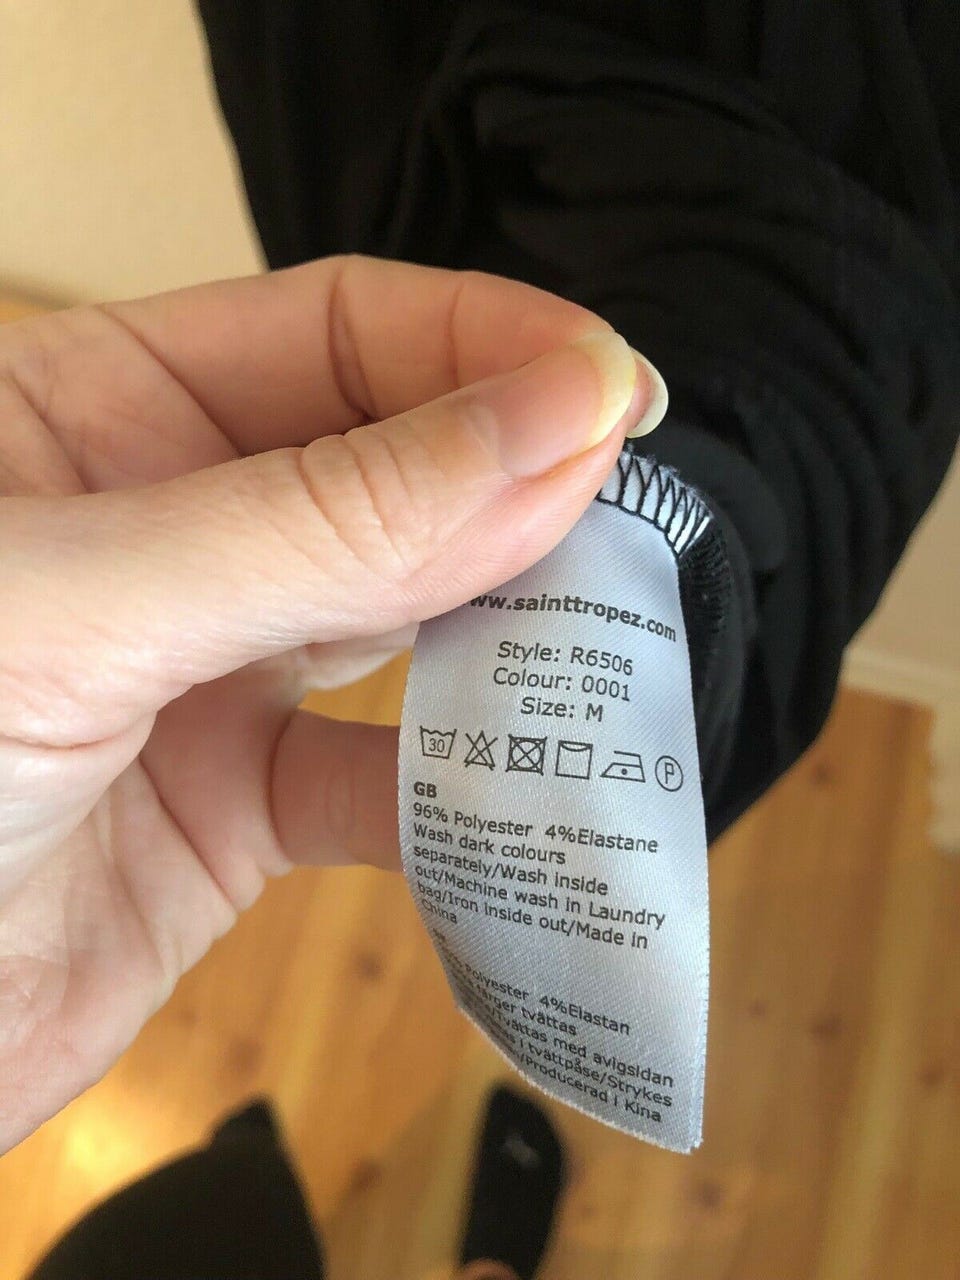 ww.sainttropez.com
Style: R6506
Colour: 0001
Size: M
30 P
GB
96% Polyester 4%Elastane
Wash dark colours
separately/Wash inside
out/Machine wash in Laundry
bag/Iron inside out/Made in
China
Polyester 4%Elastan
färger tvättas
/Tvättas med avigsidan
i tvättpåse/Strykes
/Producerad i Kina